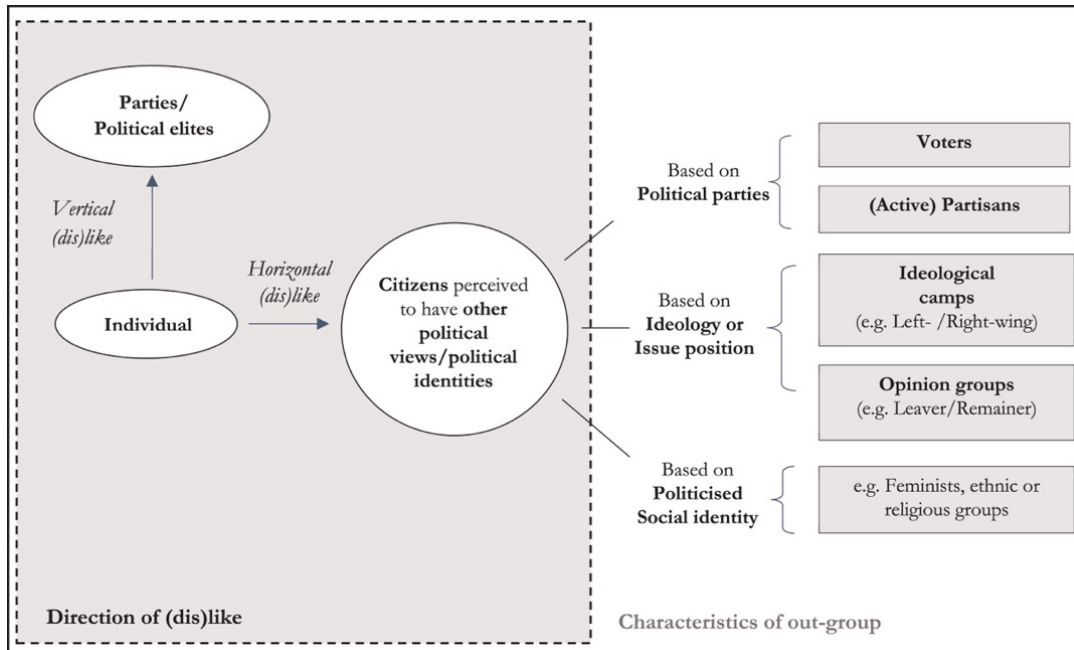 Parties/
Political elites
Vertical
(dis)like
Individual
Horizontal
(dis)like
Citizens perceived
to have other
political
views/political
identities
Direction of (dis)like
Based on
Political parties
Voters
(Active) Partisans
Based on
Ideology or
Issue position
Ideological
camps
(e.g. Left- /Right-wing)
Opinion groups
(e.g. Leaver/Remainer)
Based on
Politicised
Social identity
e.g. Feminists, ethnic or
religious groups
Characteristics of out-group